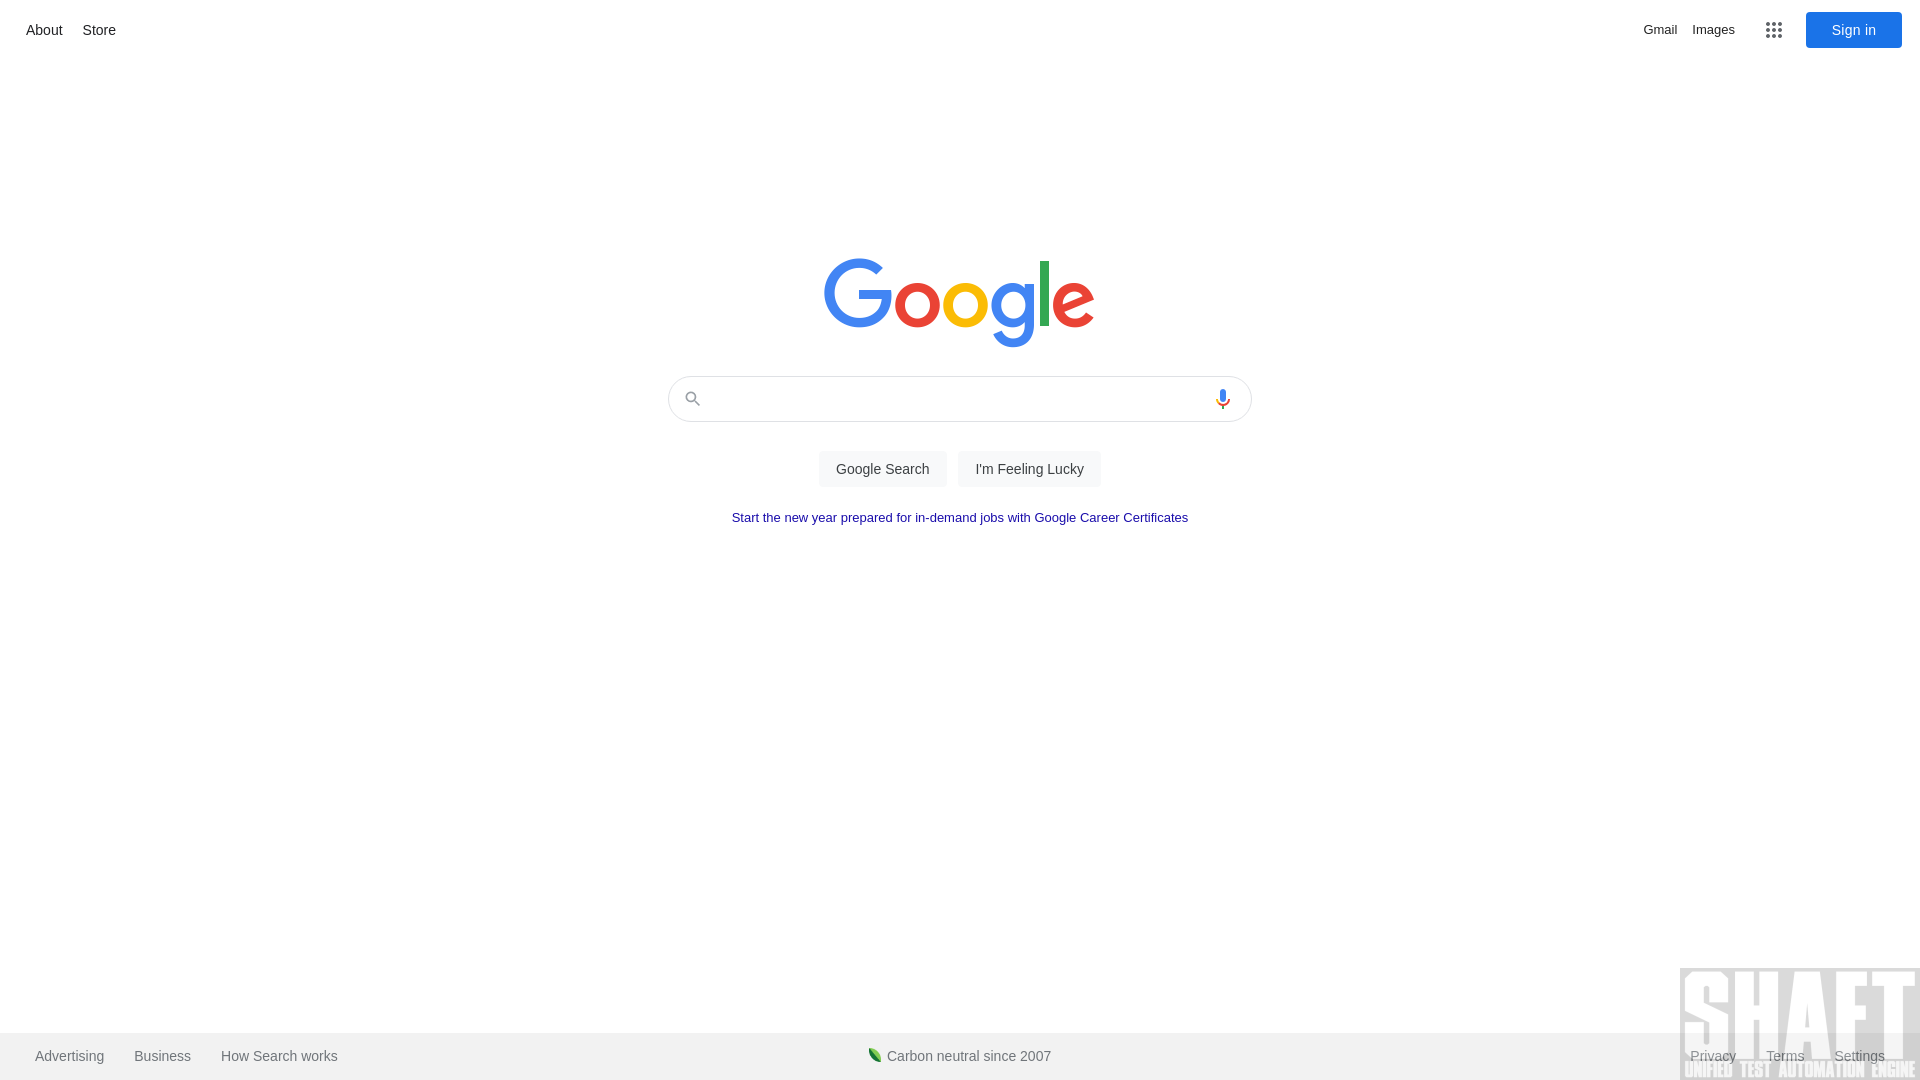 About Store
Gmail Images Sign in
Google
Google Search I'm Feeling Lucky
Start the new year prepared for in-demand jobs with Google Career Certificates
SHAFT
Advertising Business How Search works Carbon neutral since 2007 Privacy Terms Settings
UNIFIED TEST AUTOMATION ENGINE